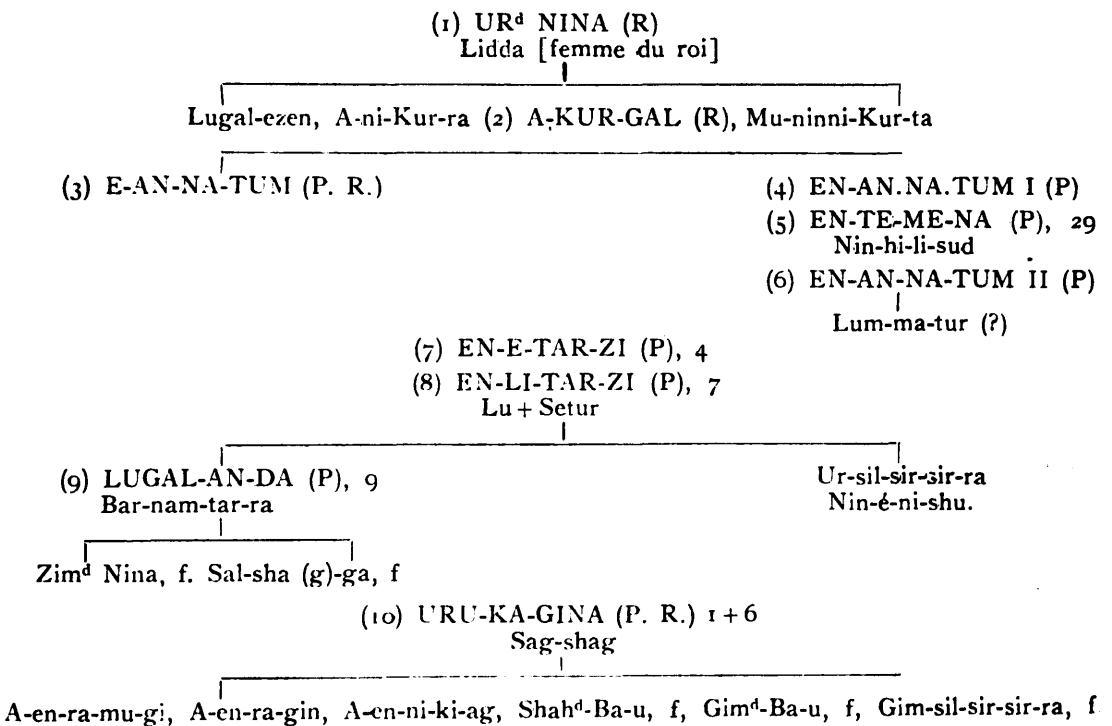 (1) URᵈ NINA (R)
Lidda [femme du roi]
Lugal-ezen, A-ni-Kur-ra (2) A-KUR-GAL (R), Mu-ninni-Kur-ta
(3) E-AN-NA-TUM (P. R.)
(4) EN-AN.NA.TUM I (P)
(5) EN-TE-ME-NA (P), 29
Nin-hi-li-sud
(6) EN-AN-NA-TUM II (P)
Lum-ma-tur (?)
(7) EN-E-TAR-ZI (P), 4
(8) EN-LI-TAR-ZI (P), 7
Lu + Setur
(9) LUGAL-AN-DA (P), 9
Bar-nam-tar-ra
Ur-sil-sir-sir-ra
Nin-é-ni-shu.
Zimᵈ Nina, f. Sal-sha (g)-ga, f
(10) URU-KA-GINA (P. R.) 1 + 6
Sag-shag
A-en-ra-mu-gi, A-en-ra-gin, A-en-ni-ki-ag, Shahᵈ-Ba-u, f, Gimᵈ-Ba-u, f, Gim-sil-sir-sir-ra, f